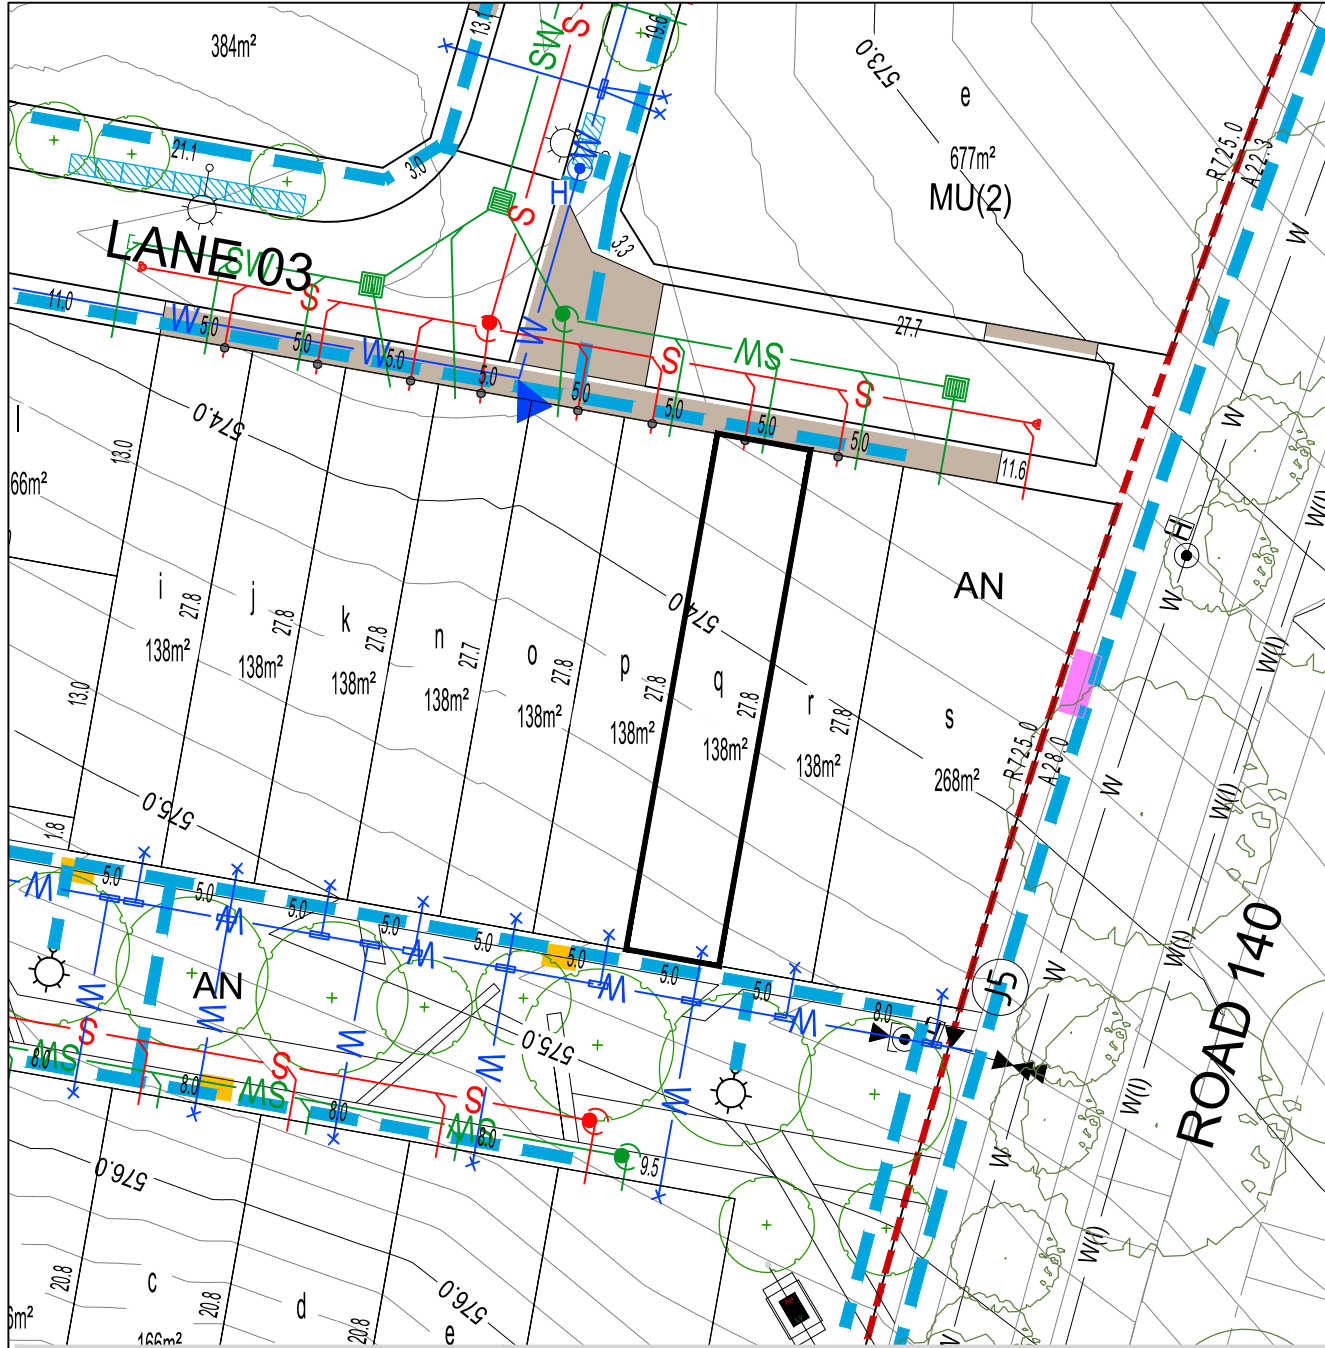 384m²
13.1
SW
S
19.6
573.0
e
677m²
MU(2)
R725.0
A22.3
W
21.1
3.0
W
H
S
3.3
LANE 03
SW
S
11.0
W
5.0
5.0
W
5.0
5.0
W
5.0
5.0
5.0
5.0
S
SW
S
27.7
11.6
W
H
W(I)
l
66m²
13.0
574.0
574.0
i
27.8
138m²
j
27.8
138m²
k
27.8
138m²
n
27.7
138m²
o
27.8
138m²
p
27.8
138m²
q
27.8
138m²
r
27.8
138m²
s
268m²
AN
13.0
W
W(I)
R725.0
A28.0
W
W(I)
575.0
1.8
5.0
5.0
5.0
5.0
5.0
5.0
5.0
5.0
8.0
W
W
W
W
W
AN
W
W
W
W
W
575.0
J5
W
W(I)
ROAD 140
S
S
S
SW
SW
SW
8.0
8.0
8.0
8.0
9.5
W(I)
W
W(I)
576.0
576.0
20.8
c
166m²
20.8
d
20.8
e
W